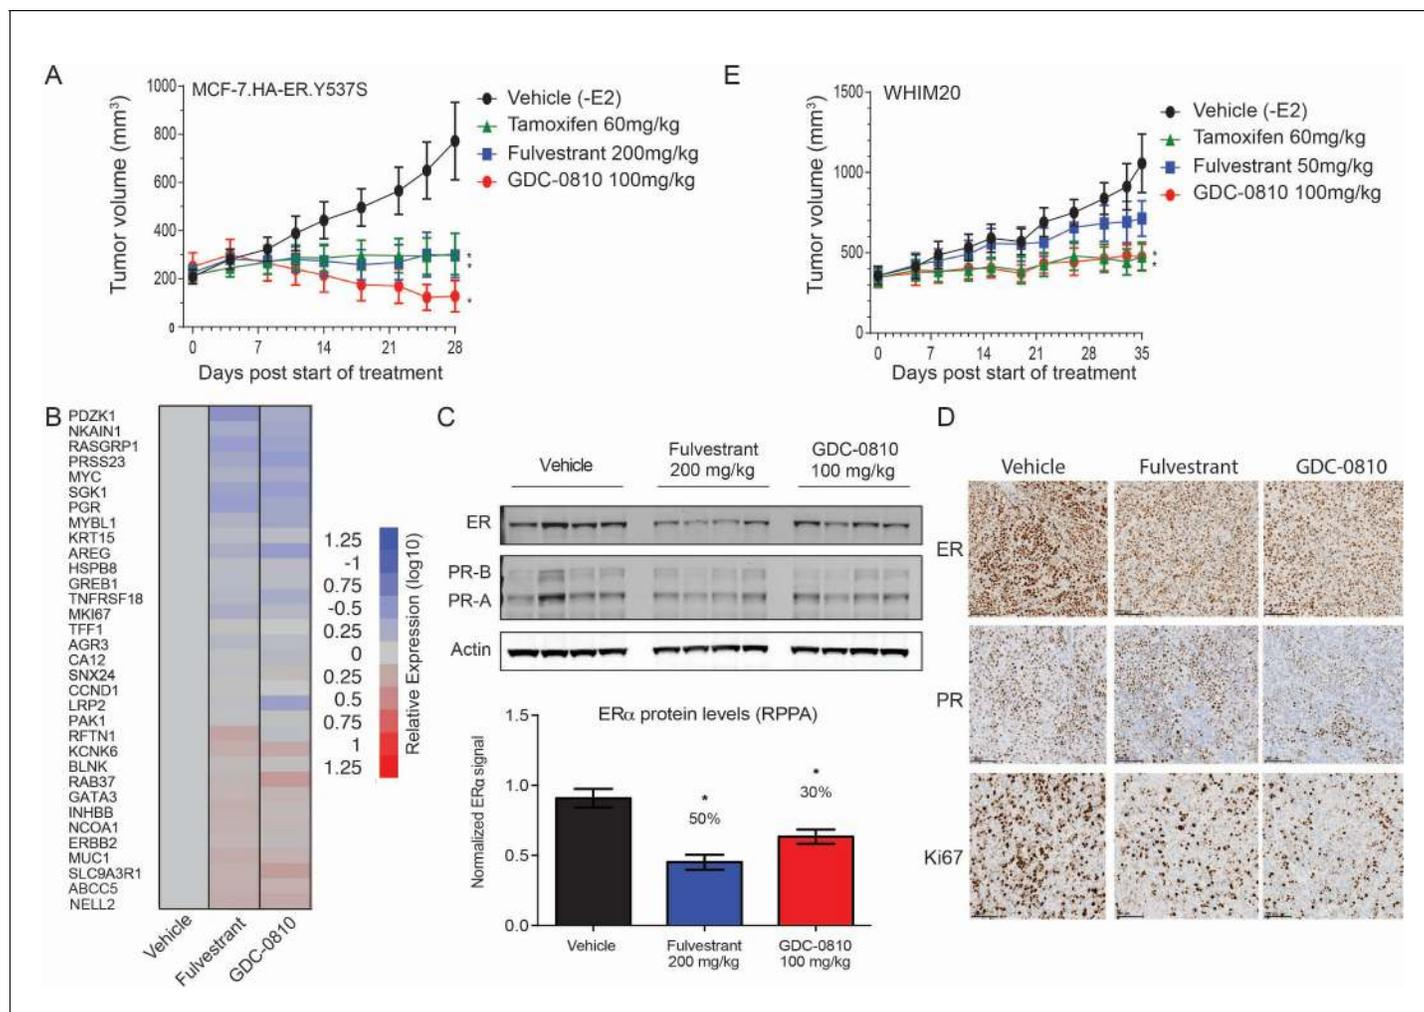 A
MCF-7.HA-ER.Y537S
Tumor volume (mm³)
1000
800
600
400
200
0
0 7 14 21 28
Days post start of treatment
Vehicle (-E2)
Tamoxifen 60mg/kg
Fulvestrant 200mg/kg
GDC-0810 100mg/kg
*
*
*
E
WHIM20
Tumor volume (mm³)
1500
1000
500
0
0 7 14 21 28 35
Days post start of treatment
Vehicle (-E2)
Tamoxifen 60mg/kg
Fulvestrant 50mg/kg
GDC-0810 100mg/kg
*
*
B
PDZK1
NKAIN1
RASGRP1
PRSS23
MYC
SGK1
PGR
MYBL1
KRT15
AREG
HSPB8
GREB1
TNFRSF18
MKI67
TFF1
AGR3
CA12
SNX24
CCND1
LRP2
PAK1
RFTN1
KCNK6
BLNK
RAB37
GATA3
INHBB
NCOA1
ERBB2
MUC1
SLC9A3R1
ABCC5
NELL2
Vehicle
Fulvestrant
GDC-0810
1.25
-1
0.75
-0.5
0.25
0
0.25
0.5
0.75
1
1.25
Relative Expression (log10)
C
Vehicle
Fulvestrant
200 mg/kg
GDC-0810
100 mg/kg
ER
PR-B
PR-A
Actin
ERα protein levels (RPPA)
Normalized ERα signal
1.5
1.0
0.5
0.0
*
50%
*
30%
Vehicle
Fulvestrant
200 mg/kg
GDC-0810
100 mg/kg
D
Vehicle Fulvestrant GDC-0810
ER
PR
Ki67